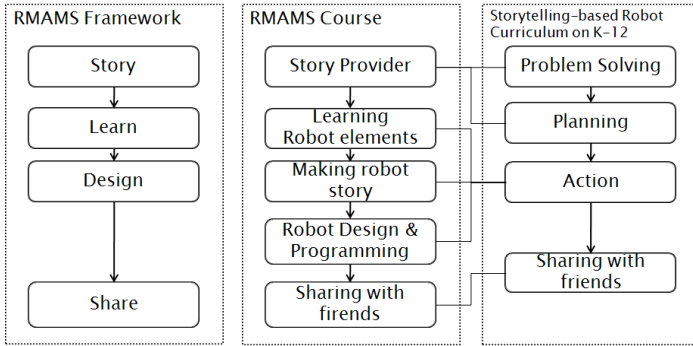 RMAMS Framework
Story
Learn
Design
Share
RMAMS Course
Story Provider
Learning
Robot elements
Making robot
story
Robot Design &
Programming
Sharing with
firends
Storytelling-based Robot
Curriculum on K-12
Problem Solving
Planning
Action
Sharing with
friends